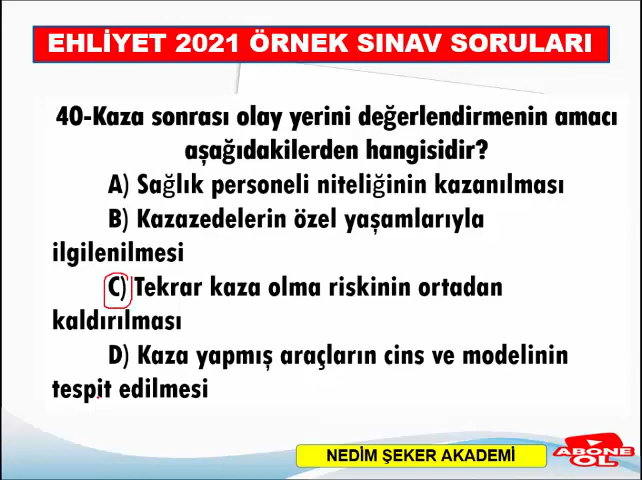 EHLİYET 2021 ÖRNEK SINAV SORULARI
40-Kaza sonrası olay yerini değerlendirmenin amacı
aşağıdakilerden hangisidir?
A) Sağlık personeli niteliğinin kazanılması
B) Kazazedelerin özel yaşamlarıyla
ilgilenilmesi
C) Tekrar kaza olma riskinin ortadan
kaldırılması
D) Kaza yapmış araçların cins ve modelinin
tespit edilmesi
NEDİM ŞEKER AKADEMİ
ABONE
OL